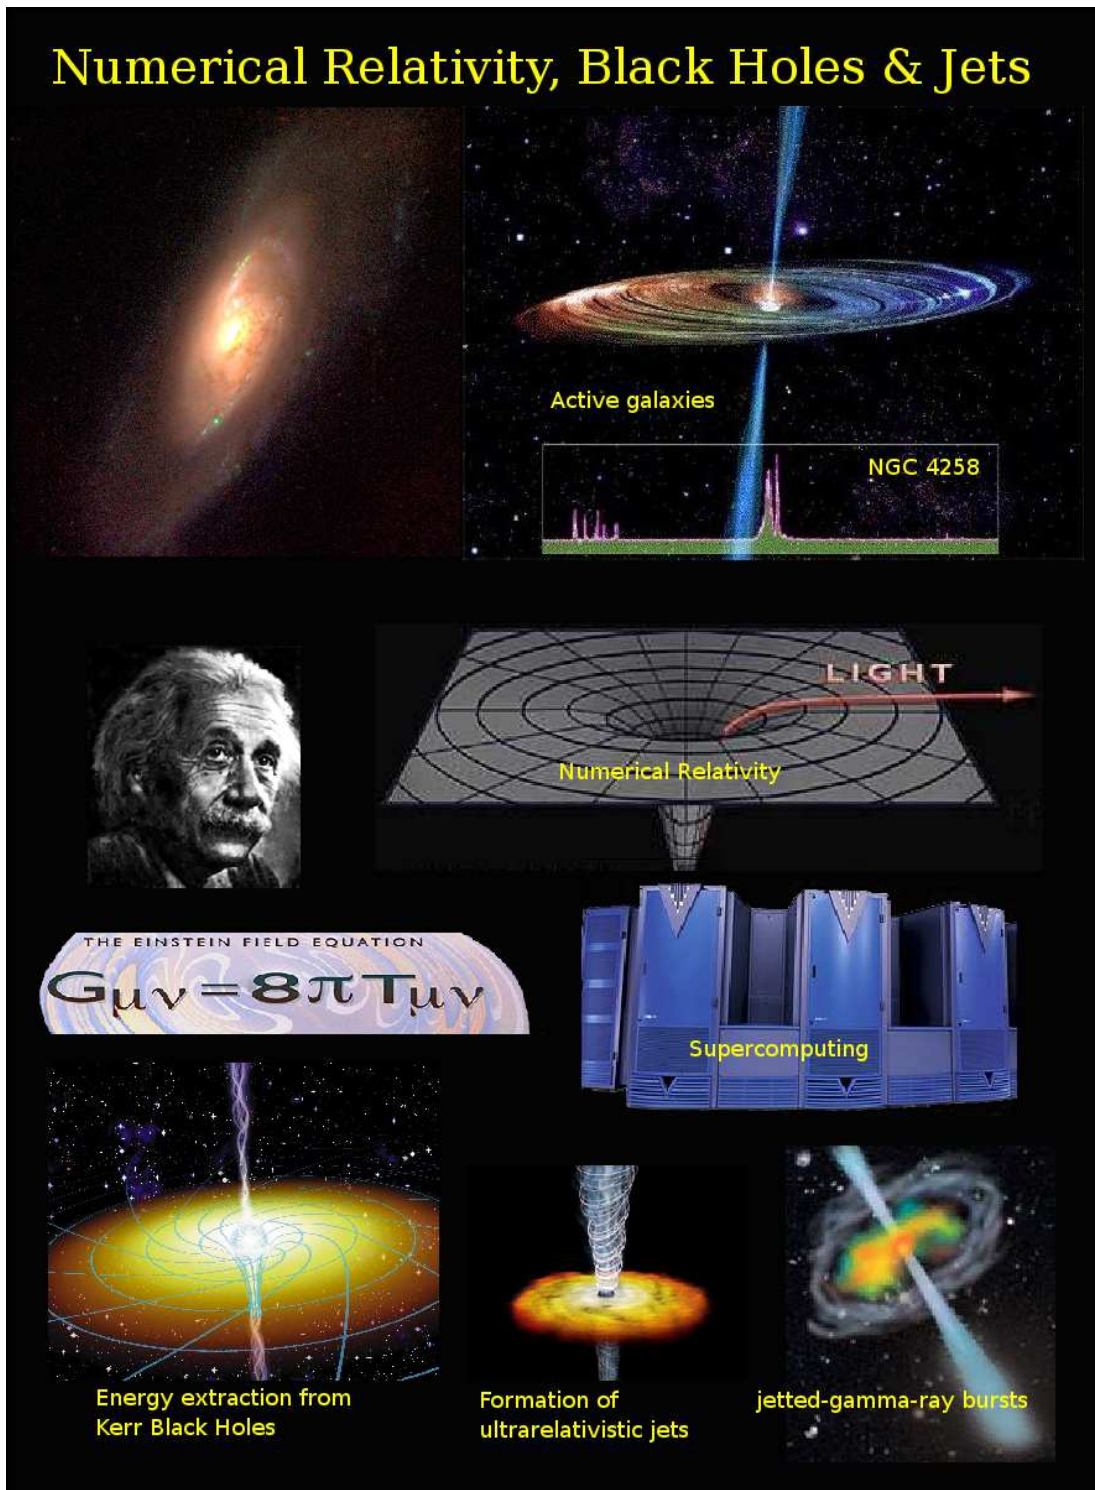 Numerical Relativity, Black Holes & Jets
Active galaxies
NGC 4258
LIGHT
Numerical Relativity
THE EINSTEIN FIELD EQUATION
Gμν=8πTμν
Supercomputing
Energy extraction from
Kerr Black Holes
Formation of
ultrarelativistic jets
jetted-gamma-ray bursts